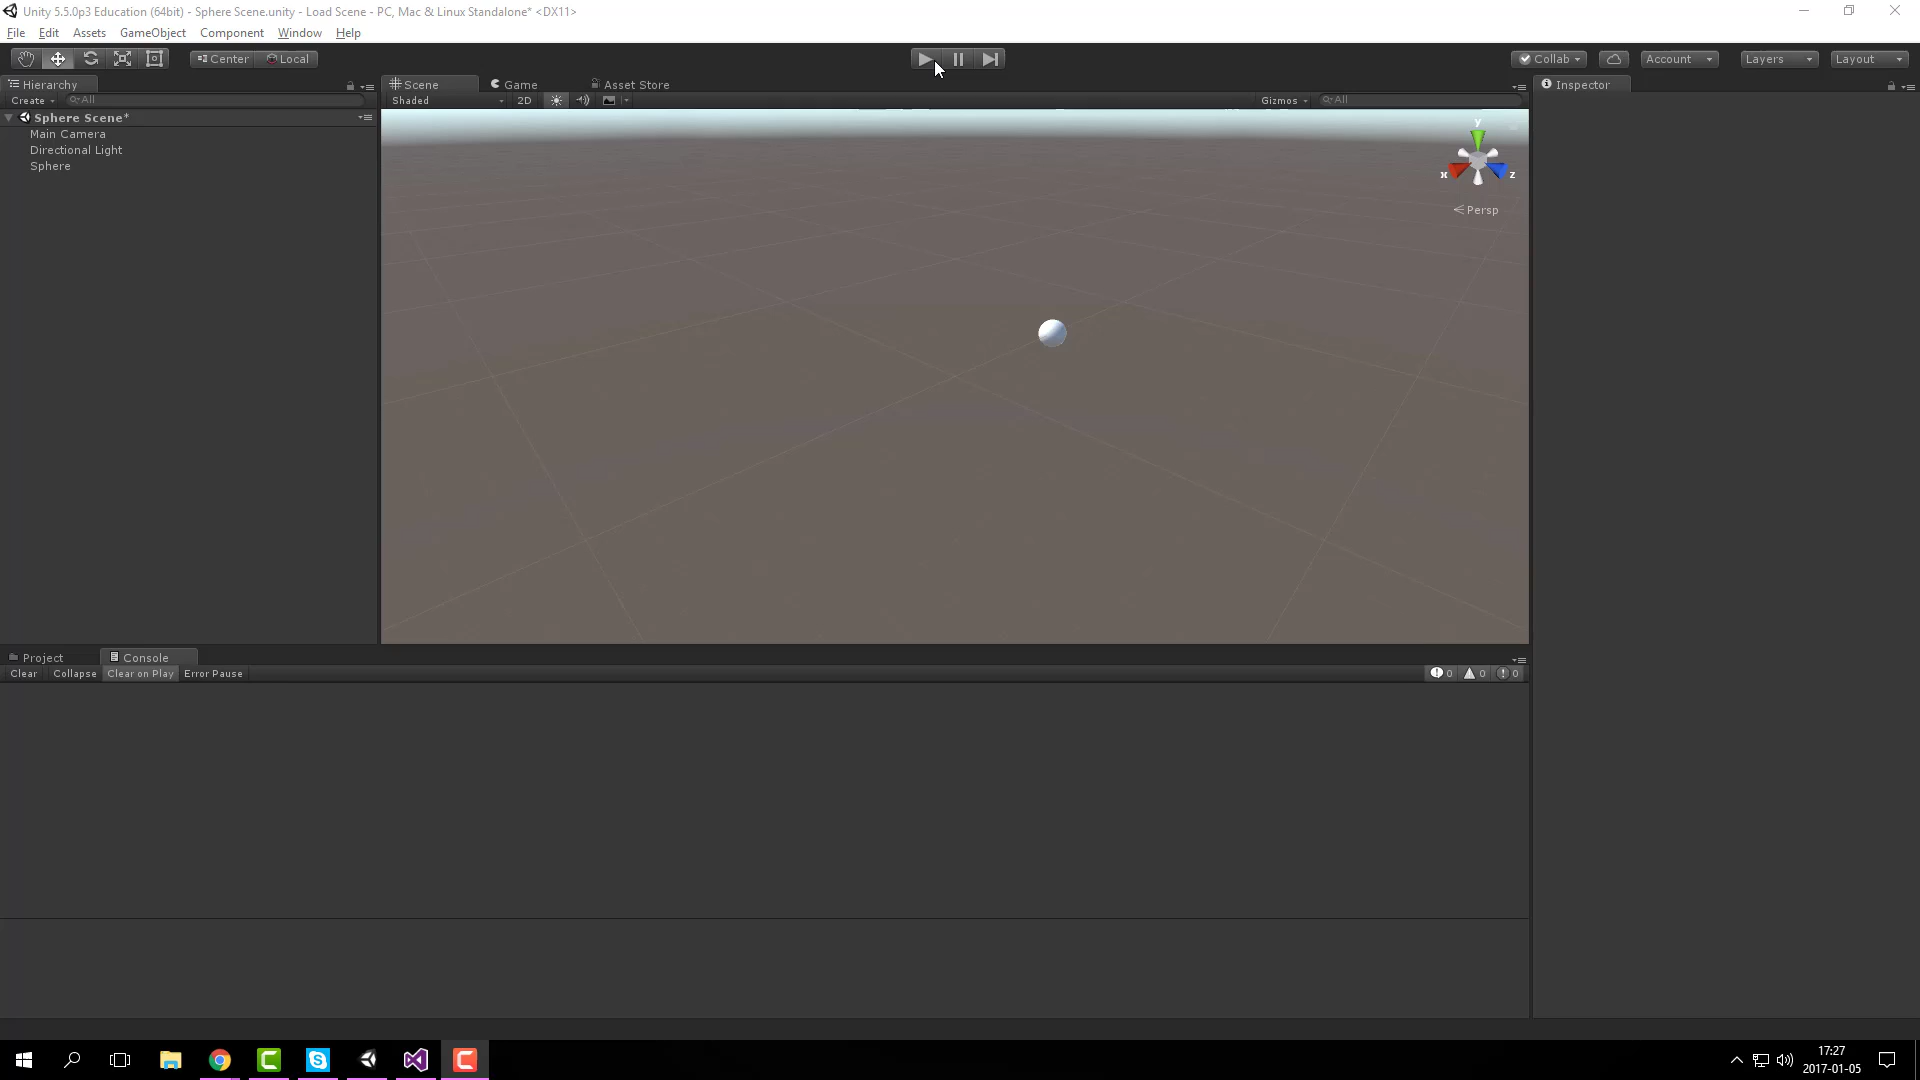 Unity 5.5.0p3 Education (64bit) - Sphere Scene.unity - Load Scene - PC, Mac & Linux Standalone* <DX11>
File Edit Assets GameObject Component Window Help
Center Local Collab Account Layers Layout
Hierarchy Scene Game Asset Store Inspector
Create All Shaded 2D Gizmos All
Sphere Scene*
Main Camera
Directional Light
Sphere
y
x z
Persp
Project Console
Clear Collapse Clear on Play Error Pause 0 0 0
17:27
2017-01-05